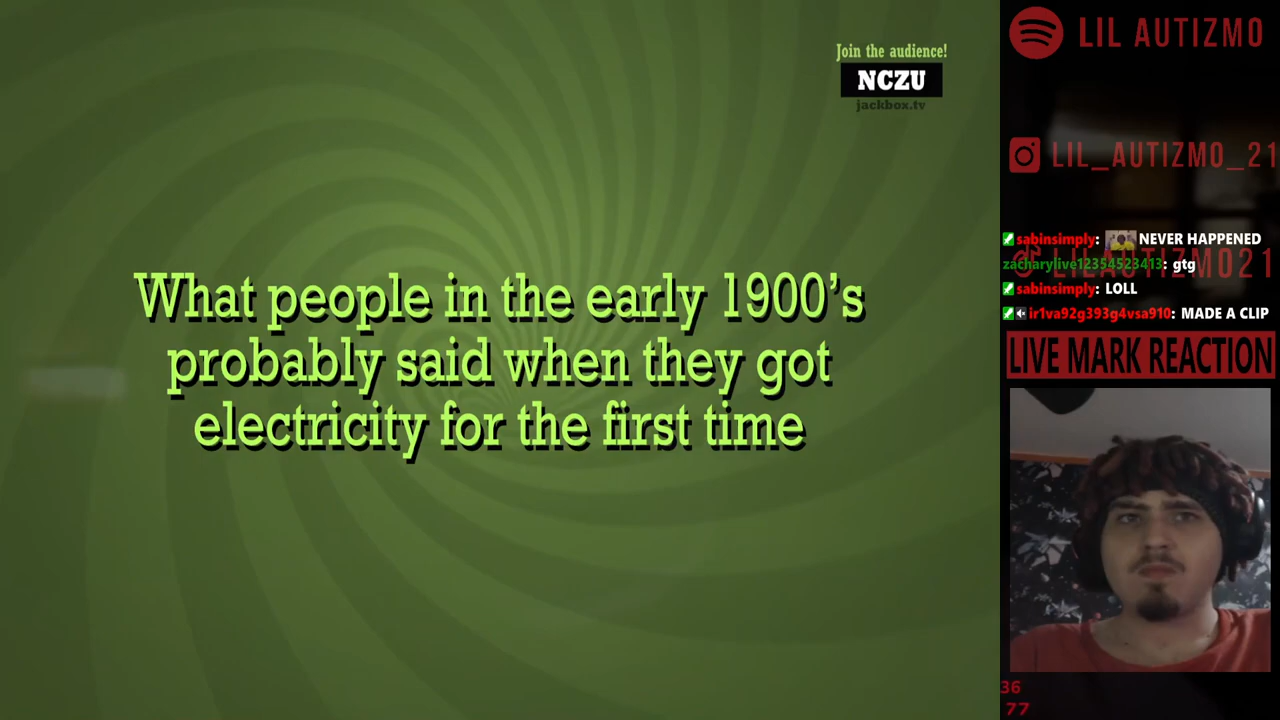 Join the audience!
NCZU
jackbox.tv
What people in the early 1900's
probably said when they got
electricity for the first time
LIL AUTIZMO
LIL_AUTIZMO_21
sabinsimply: NEVER HAPPENED
zacharylive12354523413: gtg
LILAUTIZMO21
sabinsimply: LOLL
ir1va92g393g4vsa910: MADE A CLIP
LIVE MARK REACTION
36
77